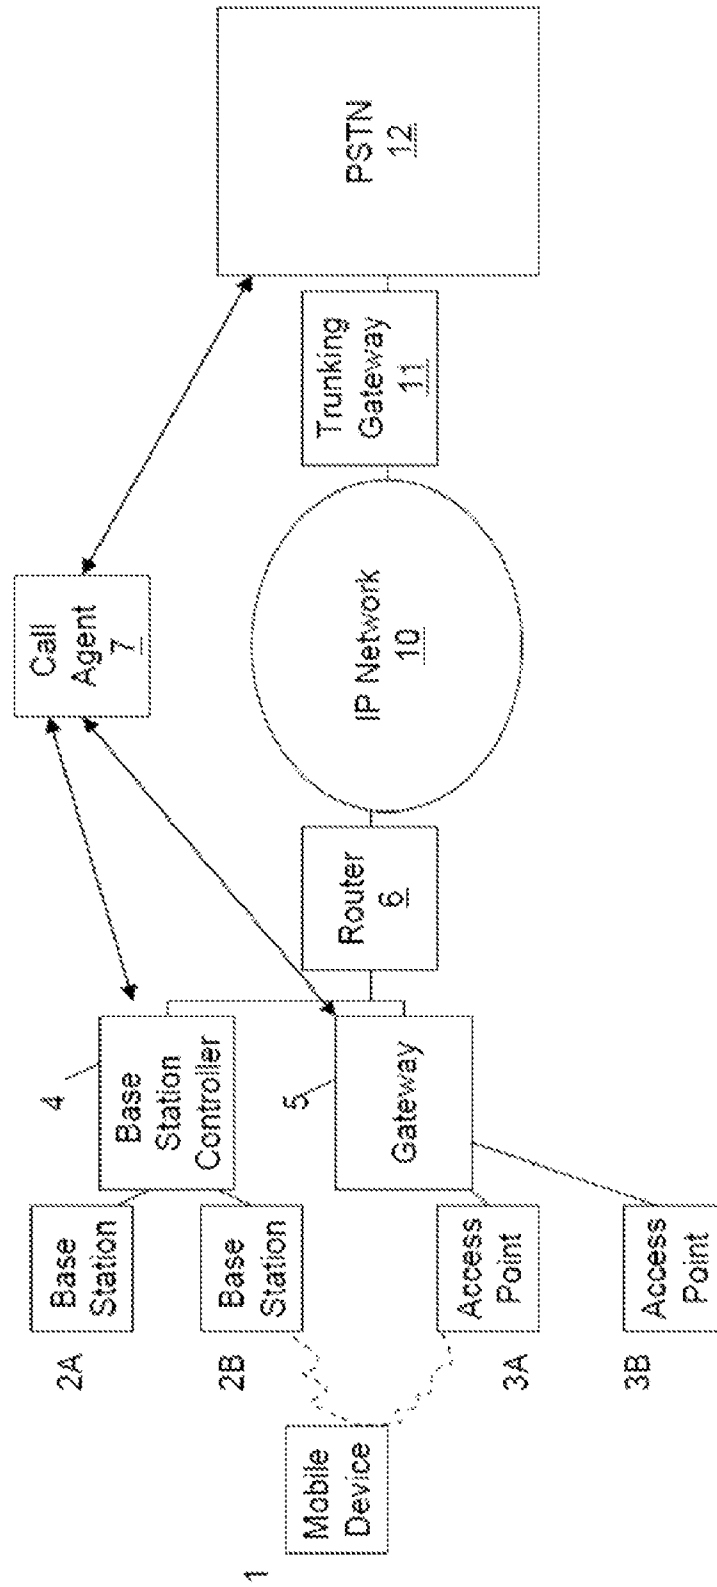 1
Mobile
Device
2A
Base
Station
2B
Base
Station
3A
Access
Point
3B
Access
Point
4
Base
Station
Controller
5
Gateway
Router
6
Call
Agent
7
IP Network
10
Trunking
Gateway
11
PSTN
12